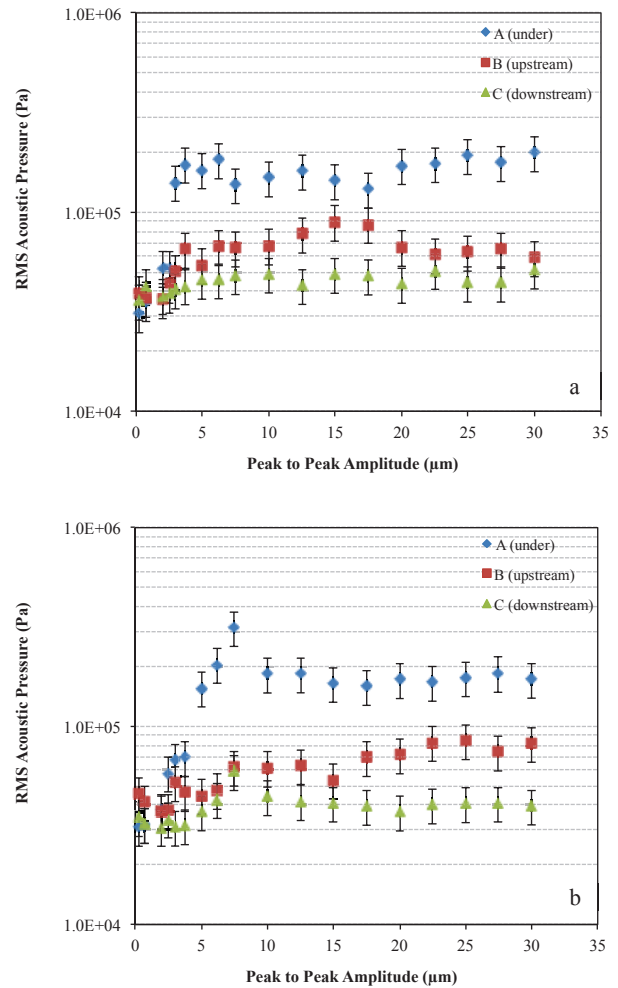 1.0E+06
A (under)
B (upstream)
C (downstream)
RMS Acoustic Pressure (Pa)
1.0E+05
1.0E+04
a
0 5 10 15 20 25 30 35
Peak to Peak Amplitude (µm)
1.0E+06
A (under)
B (upstream)
C (downstream)
RMS Acoustic Pressure (Pa)
1.0E+05
1.0E+04
b
0 5 10 15 20 25 30 35
Peak to Peak Amplitude (µm)